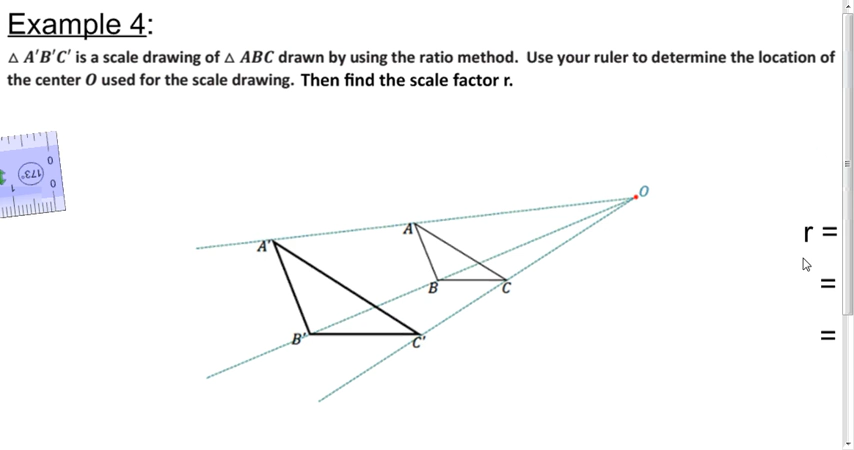 Example 4:
△ A'B'C' is a scale drawing of △ ABC drawn by using the ratio method. Use your ruler to determine the location of
the center O used for the scale drawing. Then find the scale factor r.
0
173°
1
0
O
A'
A
r =
B
C
=
B'
C'
=